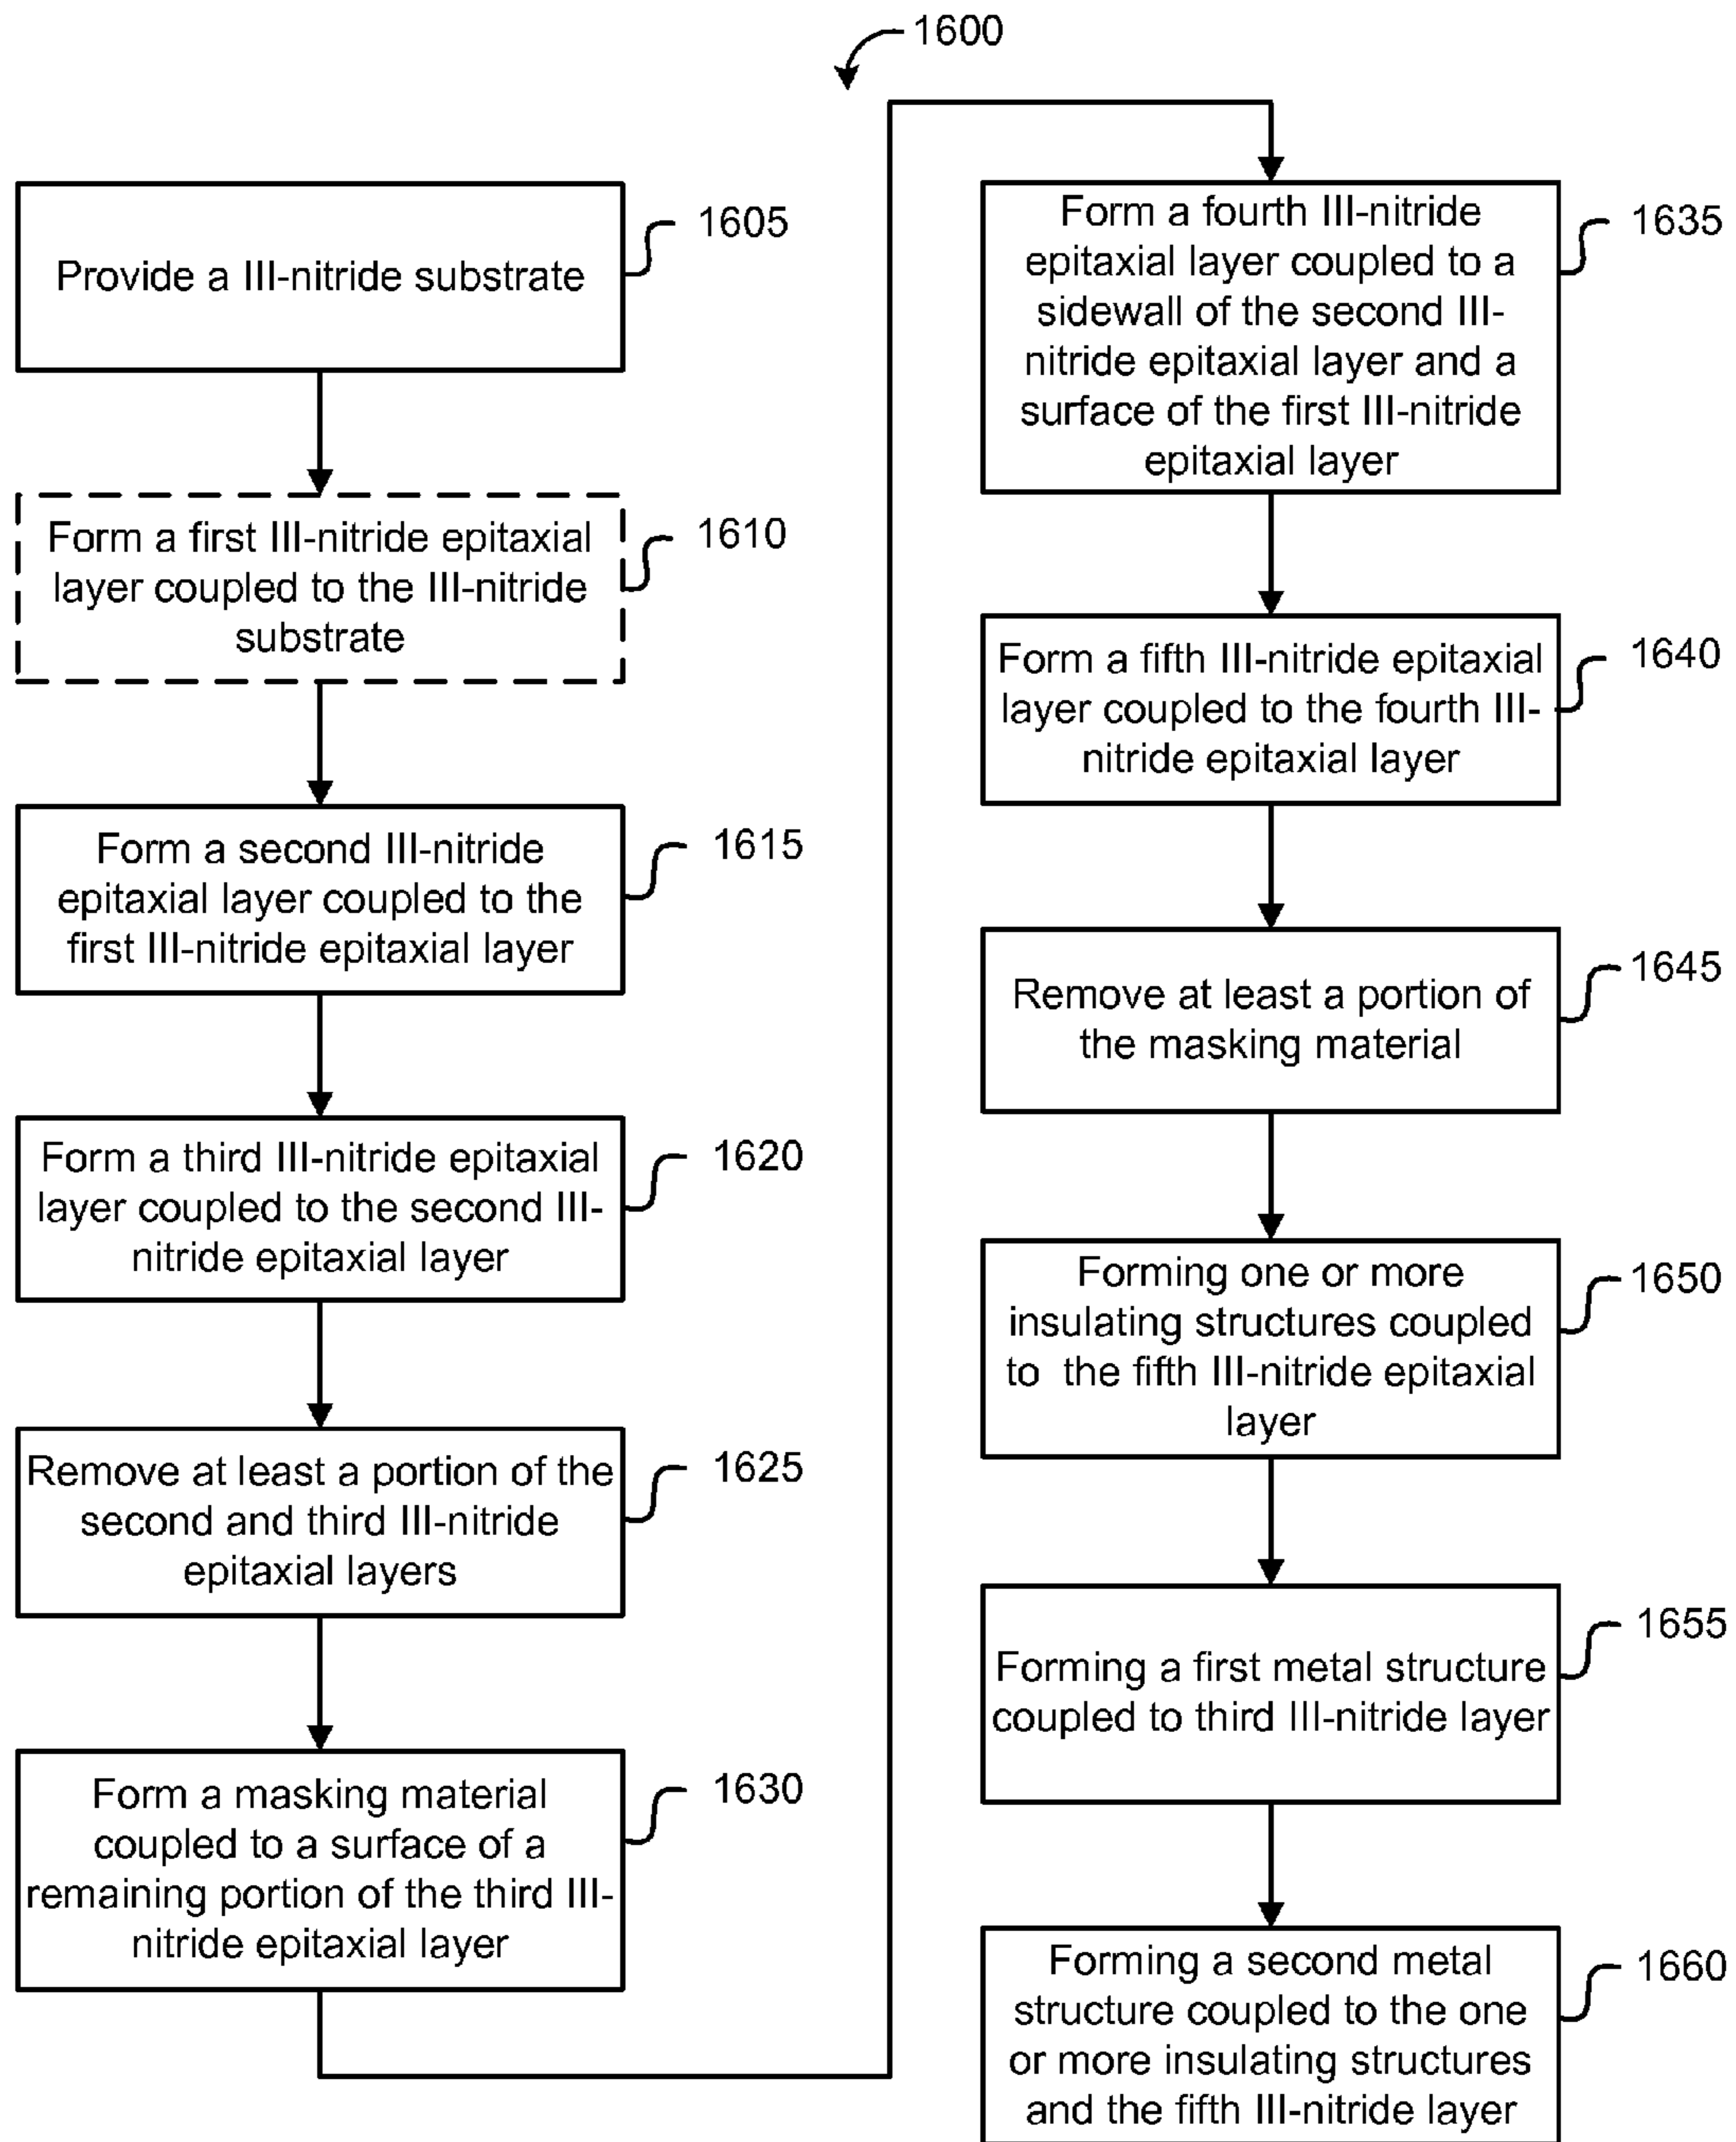 1600
Provide a III-nitride substrate
1605
Form a first III-nitride epitaxial
layer coupled to the III-nitride
substrate
1610
Form a second III-nitride
epitaxial layer coupled to the
first III-nitride epitaxial layer
1615
Form a third III-nitride epitaxial
layer coupled to the second III-
nitride epitaxial layer
1620
Remove at least a portion of the
second and third III-nitride
epitaxial layers
1625
Form a masking material
coupled to a surface of a
remaining portion of the third III-
nitride epitaxial layer
1630
Form a fourth III-nitride
epitaxial layer coupled to a
sidewall of the second III-
nitride epitaxial layer and a
surface of the first III-nitride
epitaxial layer
1635
Form a fifth III-nitride epitaxial
layer coupled to the fourth III-
nitride epitaxial layer
1640
Remove at least a portion of
the masking material
1645
Forming one or more
insulating structures coupled
to the fifth III-nitride epitaxial
layer
1650
Forming a first metal structure
coupled to third III-nitride layer
1655
Forming a second metal
structure coupled to the one
or more insulating structures
and the fifth III-nitride layer
1660